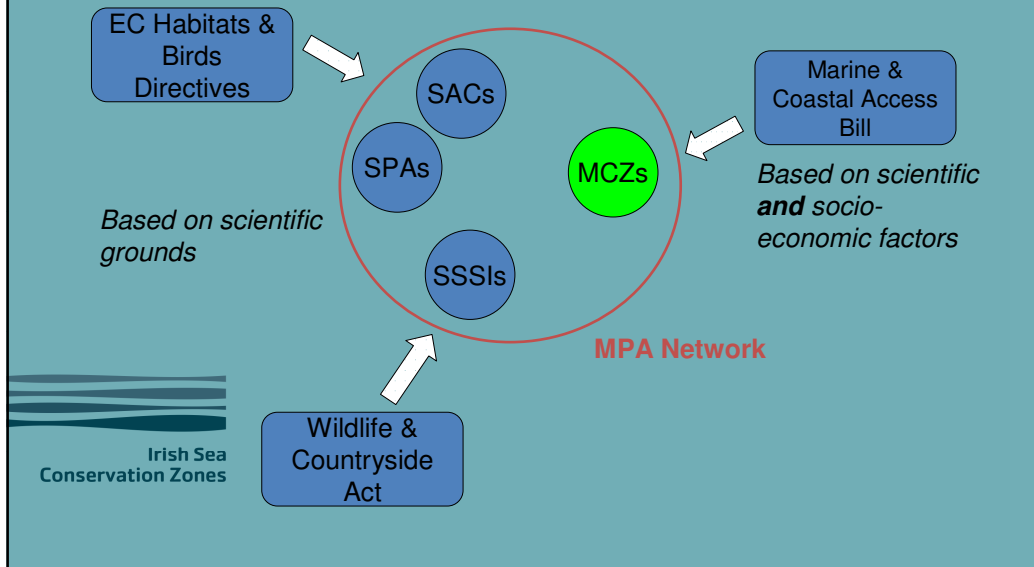 EC Habitats &
Birds
Directives
SACs
SPAs
MCZs
SSSIs
Marine &
Coastal Access
Bill
Based on scientific
grounds
Based on scientific
and socio-
economic factors
MPA Network
Irish Sea
Conservation Zones
Wildlife &
Countryside
Act